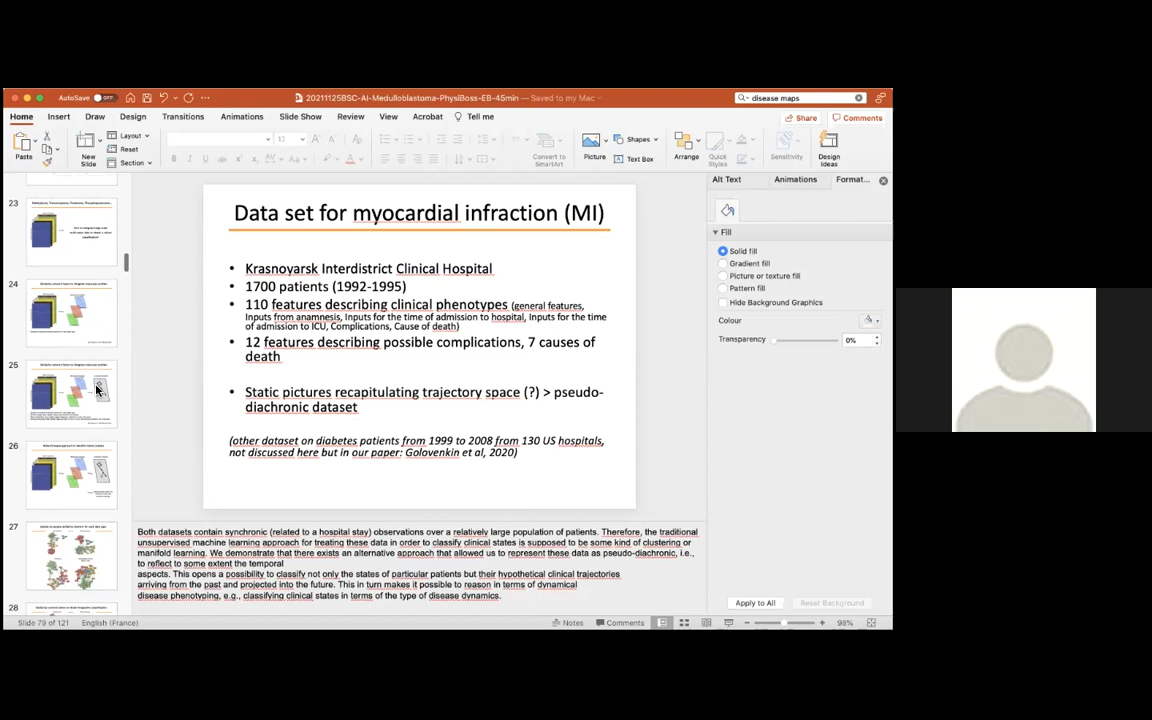 AutoSave OFF
20211125BSC-AI-Medulloblastoma-PhysiBoss-EB-45min — Saved to my Mac
disease maps
Home Insert Draw Design Transitions Animations Slide Show Review View Acrobat Tell me
Share Comments
Paste
New Slide
Layout
Reset
Section
12
Convert to SmartArt
Picture
Shapes
Text Box
Arrange
Quick Styles
Sensitivity
Design Ideas
23
24
25
26
27
28
Data set for myocardial infraction (MI)
• Krasnoyarsk Interdistrict Clinical Hospital
• 1700 patients (1992-1995)
• 110 features describing clinical phenotypes (general features,
Inputs from anamnesis, Inputs for the time of admission to hospital, Inputs for the time
of admission to ICU, Complications, Cause of death)
• 12 features describing possible complications, 7 causes of
death
• Static pictures recapitulating trajectory space (?) > pseudo-
diachronic dataset
(other dataset on diabetes patients from 1999 to 2008 from 130 US hospitals,
not discussed here but in our paper: Golovenkin et al, 2020)
Both datasets contain synchronic (related to a hospital stay) observations over a relatively large population of patients. Therefore, the traditional
unsupervised machine learning approach for treating these data in order to classify clinical states is supposed to be some kind of clustering or
manifold learning. We demonstrate that there exists an alternative approach that allowed us to represent these data as pseudo-diachronic, i.e.,
to reflect to some extent the temporal
aspects. This opens a possibility to classify not only the states of particular patients but their hypothetical clinical trajectories
arriving from the past and projected into the future. This in turn makes it possible to reason in terms of dynamical
disease phenotyping, e.g., classifying clinical states in terms of the type of disease dynamics.
Alt Text Animations Format...
Fill
Solid fill
Gradient fill
Picture or texture fill
Pattern fill
Hide Background Graphics
Colour
Transparency 0%
Apply to All Reset Background
Slide 79 of 121 English (France)
Notes Comments 98%